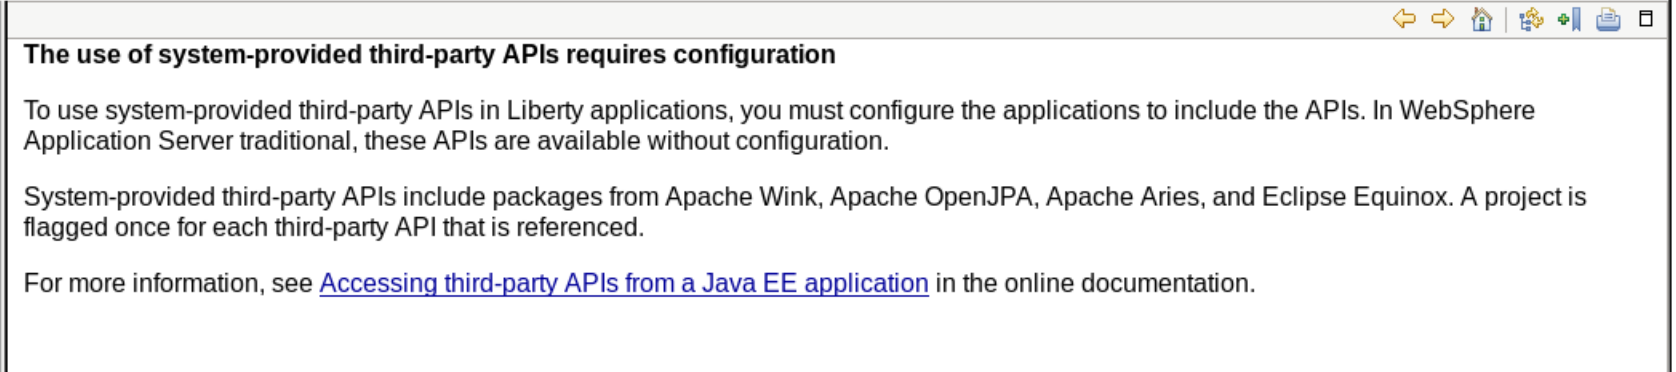 The use of system-provided third-party APIs requires configuration
To use system-provided third-party APIs in Liberty applications, you must configure the applications to include the APIs. In WebSphere
Application Server traditional, these APIs are available without configuration.
System-provided third-party APIs include packages from Apache Wink, Apache OpenJPA, Apache Aries, and Eclipse Equinox. A project is
flagged once for each third-party API that is referenced.
For more information, see Accessing third-party APIs from a Java EE application in the online documentation.